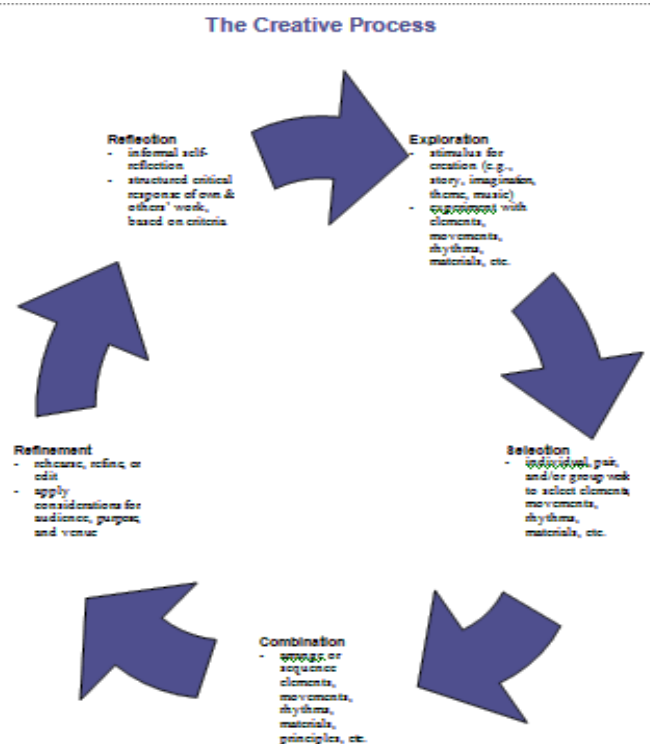 The Creative Process
Reflection
- informal self-
reflection
- structured critical
response of own &
others' work,
based on criteria
Exploration
- stimulus for
creation (e.g.,
story, imagination,
theme, music)
- experiment with
elements,
movements,
rhythms,
materials, etc.
Selection
- individual, pair,
and/or group work
to select elements,
movements,
rhythms,
materials, etc.
Combination
- arrange or
sequence
elements,
movements,
rhythms,
materials,
principles, etc.
Refinement
- rehearse, refine, or
edit
- apply
considerations for
audience, purpose,
and venue